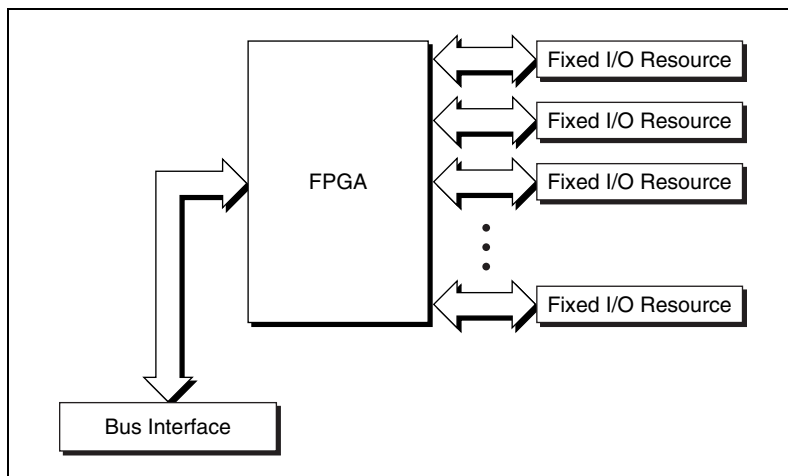 Fixed I/O Resource
Fixed I/O Resource
FPGA
Fixed I/O Resource
Fixed I/O Resource
Bus Interface